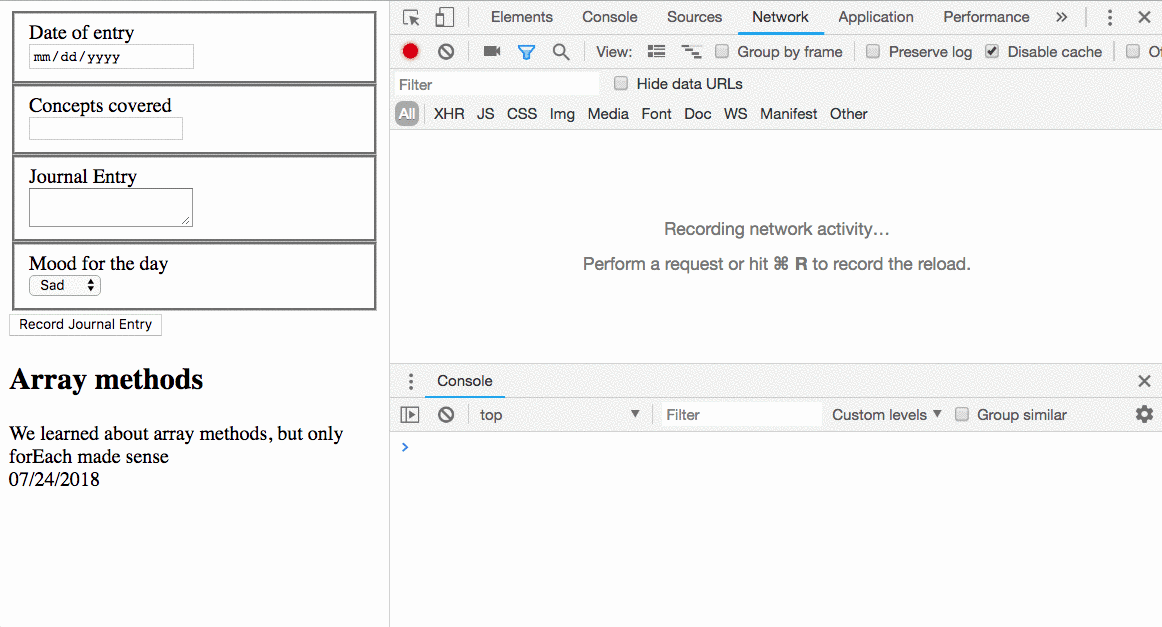 Date of entry
mm/dd/yyyy
Concepts covered
Journal Entry
Mood for the day
Sad
Record Journal Entry
Array methods
We learned about array methods, but only
forEach made sense
07/24/2018
Elements Console Sources Network Application Performance »
View: Group by frame Preserve log Disable cache Of
Filter Hide data URLs
All XHR JS CSS Img Media Font Doc WS Manifest Other
Recording network activity…
Perform a request or hit ⌘ R to record the reload.
Console
top Filter Custom levels Group similar